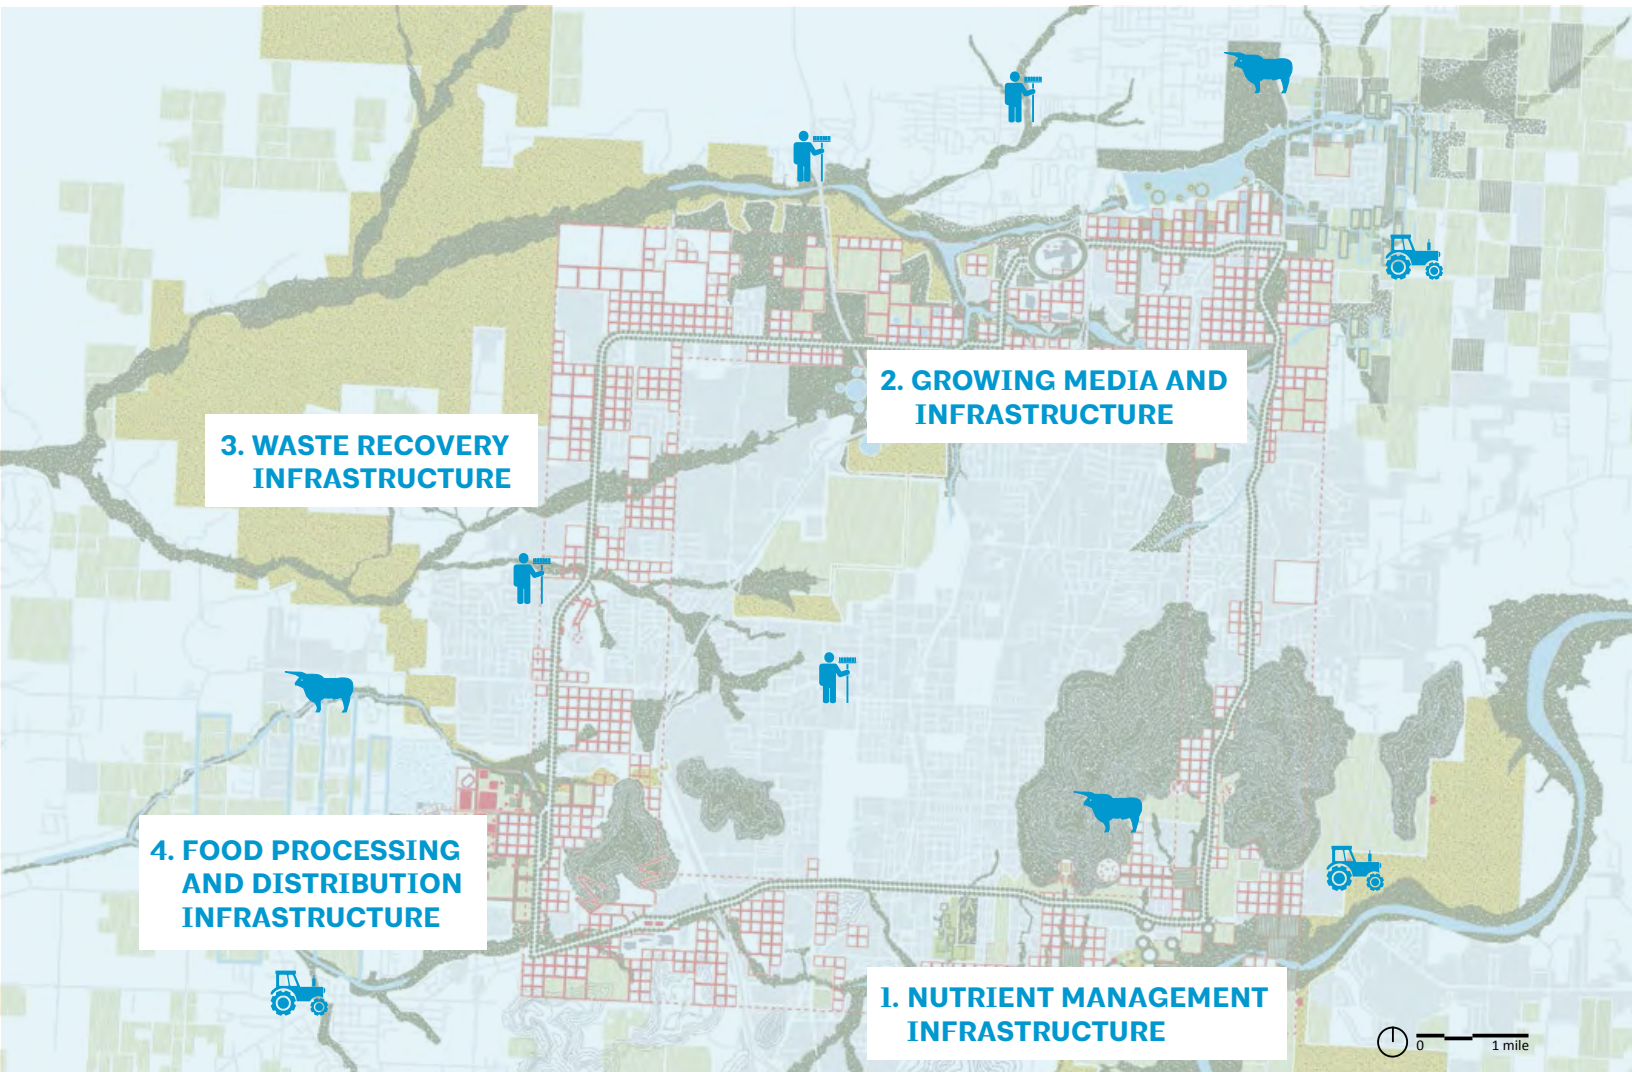 2. GROWING MEDIA AND
INFRASTRUCTURE
3. WASTE RECOVERY
INFRASTRUCTURE
4. FOOD PROCESSING
AND DISTRIBUTION
INFRASTRUCTURE
1. NUTRIENT MANAGEMENT
INFRASTRUCTURE
0 1 mile